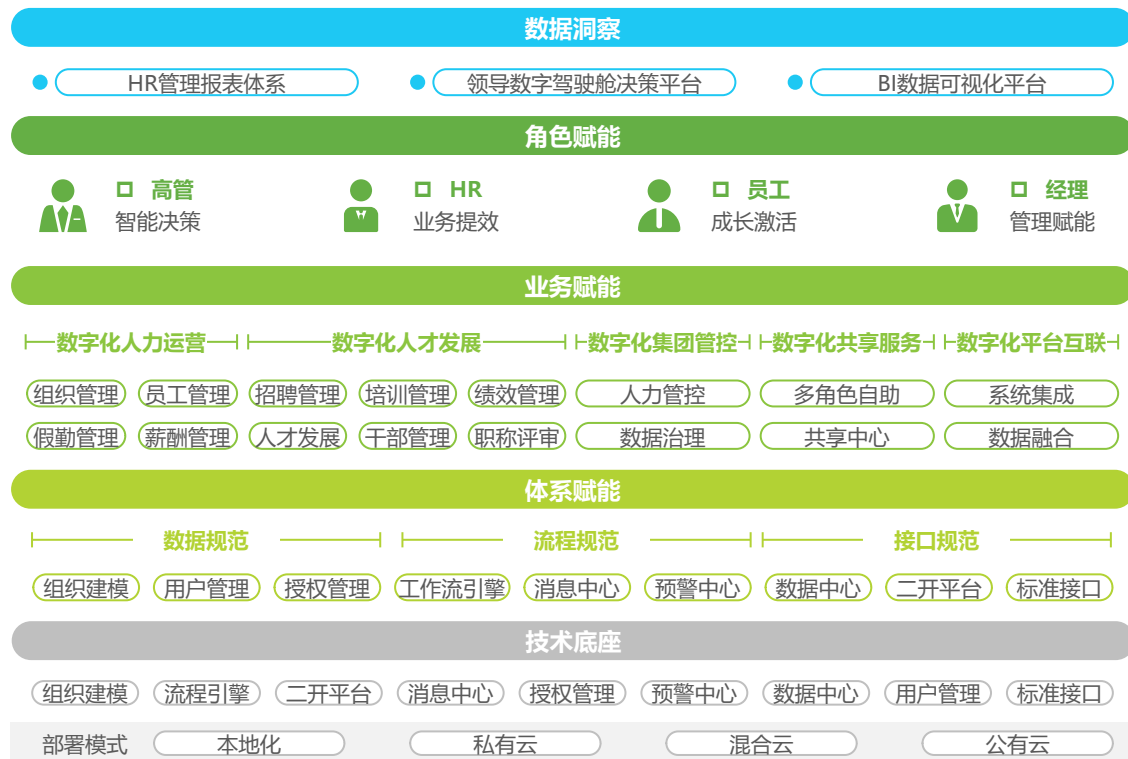 数据洞察
HR管理报表体系 领导数字驾驶舱决策平台 BI数据可视化平台
角色赋能
高管 HR 员工 经理
智能决策 业务提效 成长激活 管理赋能
业务赋能
数字化人力运营 数字化人才发展 数字化集团管控 数字化共享服务 数字化平台互联
组织管理 员工管理 招聘管理 培训管理 绩效管理 人力管控 多角色自助 系统集成
假勤管理 薪酬管理 人才发展 干部管理 职称评审 数据治理 共享中心 数据融合
体系赋能
数据规范 流程规范 接口规范
组织建模 用户管理 授权管理 工作流引擎 消息中心 预警中心 数据中心 二开平台 标准接口
技术底座
组织建模 流程引擎 二开平台 消息中心 授权管理 预警中心 数据中心 用户管理 标准接口
部署模式 本地化 私有云 混合云 公有云